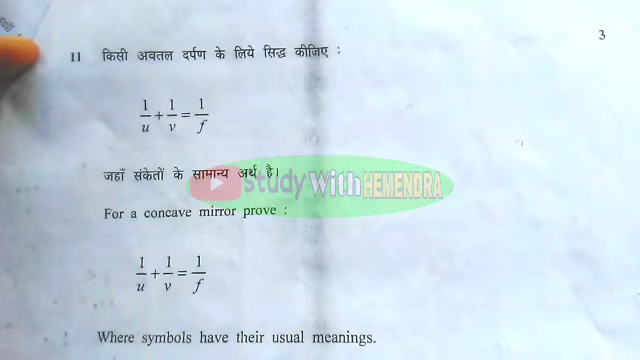 3
11 किसी अवतल दर्पण के लिये सिद्ध कीजिए :
1/u + 1/v = 1/f
जहाँ संकेतों के सामान्य अर्थ है।
studyWith HEMENDRA
For a concave mirror prove :
1/u + 1/v = 1/f
Where symbols have their usual meanings.